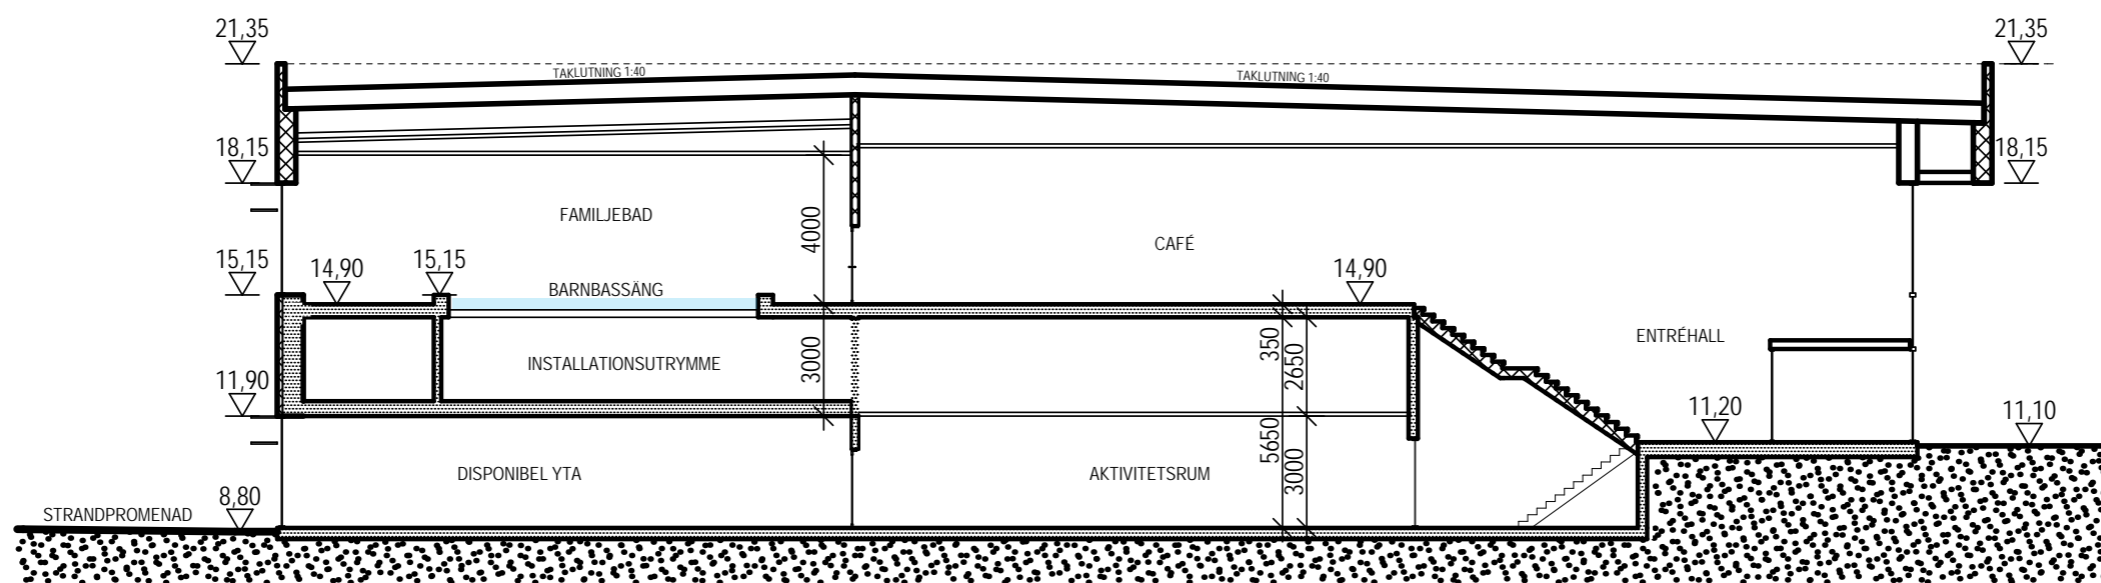 21,35
21,35
TAKLUTNING 1:40
TAKLUTNING 1:40
18,15
18,15
FAMILJEBAD
4000
CAFÉ
15,15
14,90
15,15
BARNBASSÄNG
14,90
350
2650
ENTRÉHALL
INSTALLATIONSUTRYMME
3000
11,90
11,20
11,10
5650
3000
DISPONIBEL YTA
AKTIVITETSRUM
8,80
STRANDPROMENAD